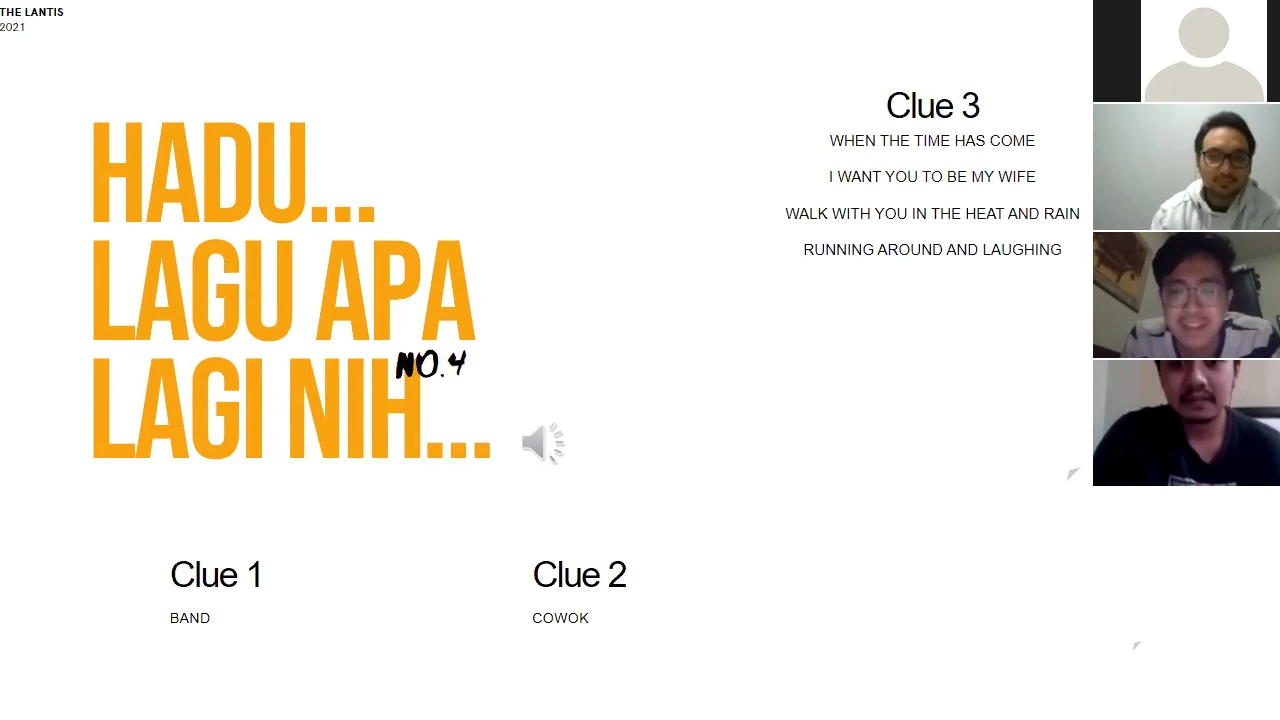 THE LANTIS
2021
HADU...
LAGU APA
LAGI NIH...
NO.4
Clue 3
WHEN THE TIME HAS COME
I WANT YOU TO BE MY WIFE
WALK WITH YOU IN THE HEAT AND RAIN
RUNNING AROUND AND LAUGHING
Clue 1
BAND
Clue 2
COWOK